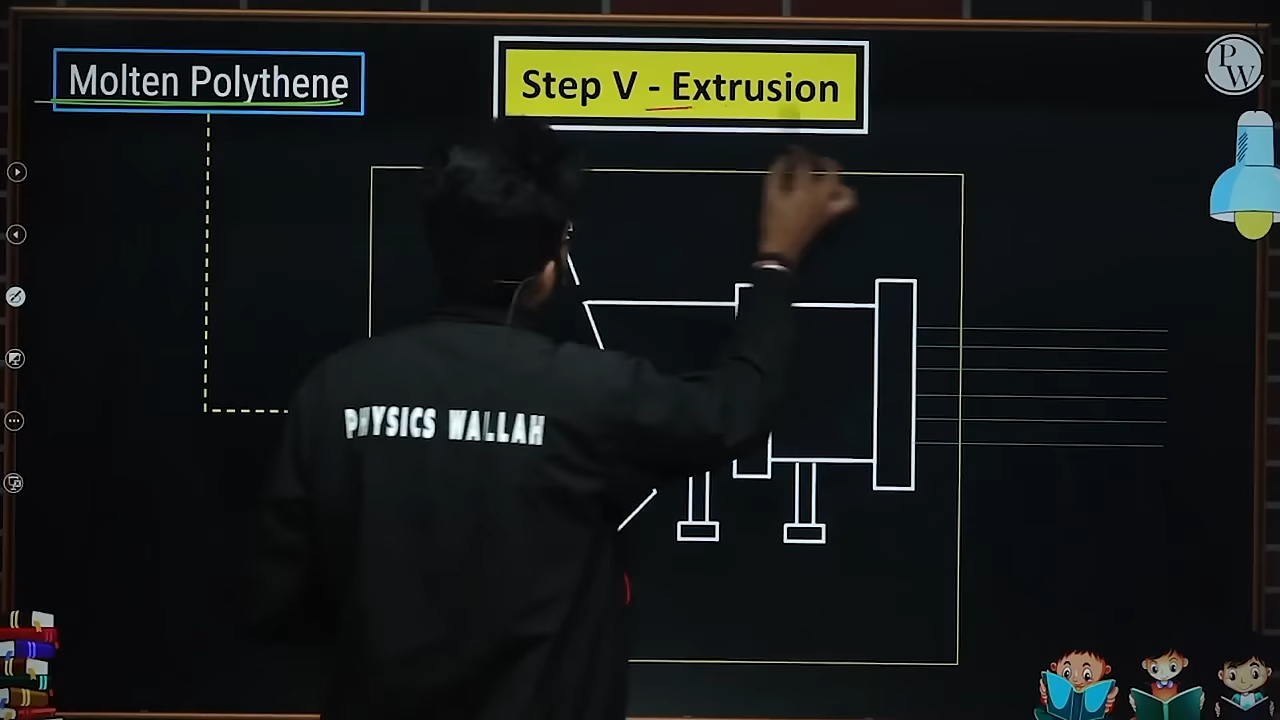 Molten Polythene
Step V - Extrusion
PW
PHYSICS WALLAH